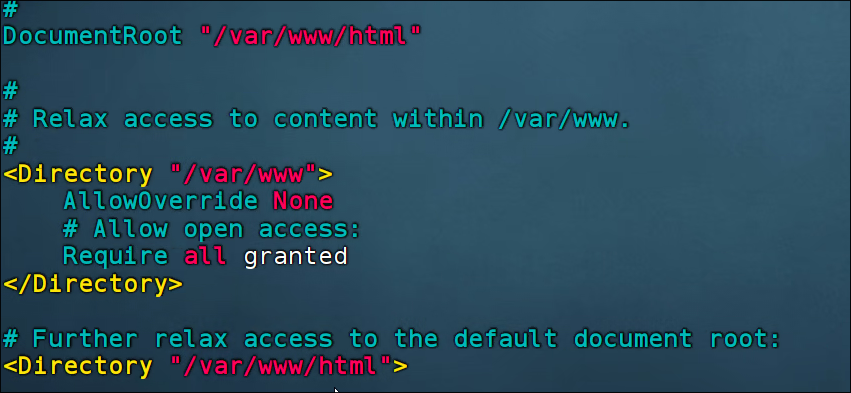 #
DocumentRoot "/var/www/html"
#
# Relax access to content within /var/www.
#
<Directory "/var/www">
    AllowOverride None
    # Allow open access:
    Require all granted
</Directory>
# Further relax access to the default document root:
<Directory "/var/www/html">